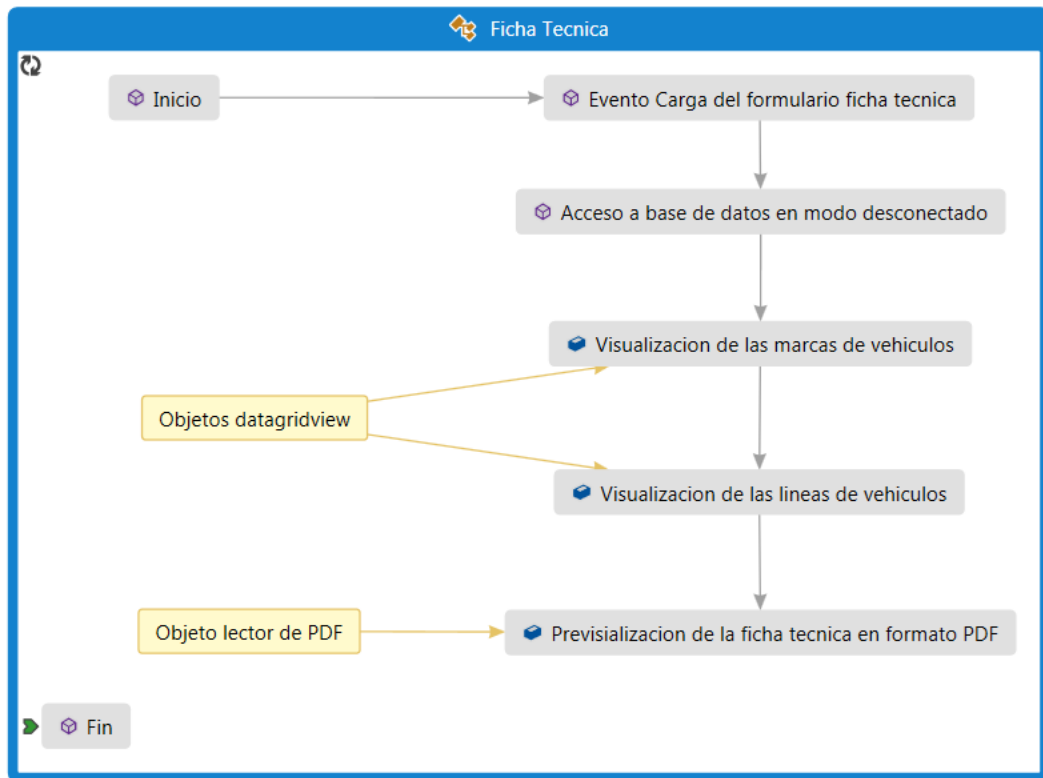 Ficha Tecnica
Inicio
Evento Carga del formulario ficha tecnica
Acceso a base de datos en modo desconectado
Visualizacion de las marcas de vehiculos
Objetos datagridview
Visualizacion de las lineas de vehiculos
Objeto lector de PDF
Previsializacion de la ficha tecnica en formato PDF
Fin